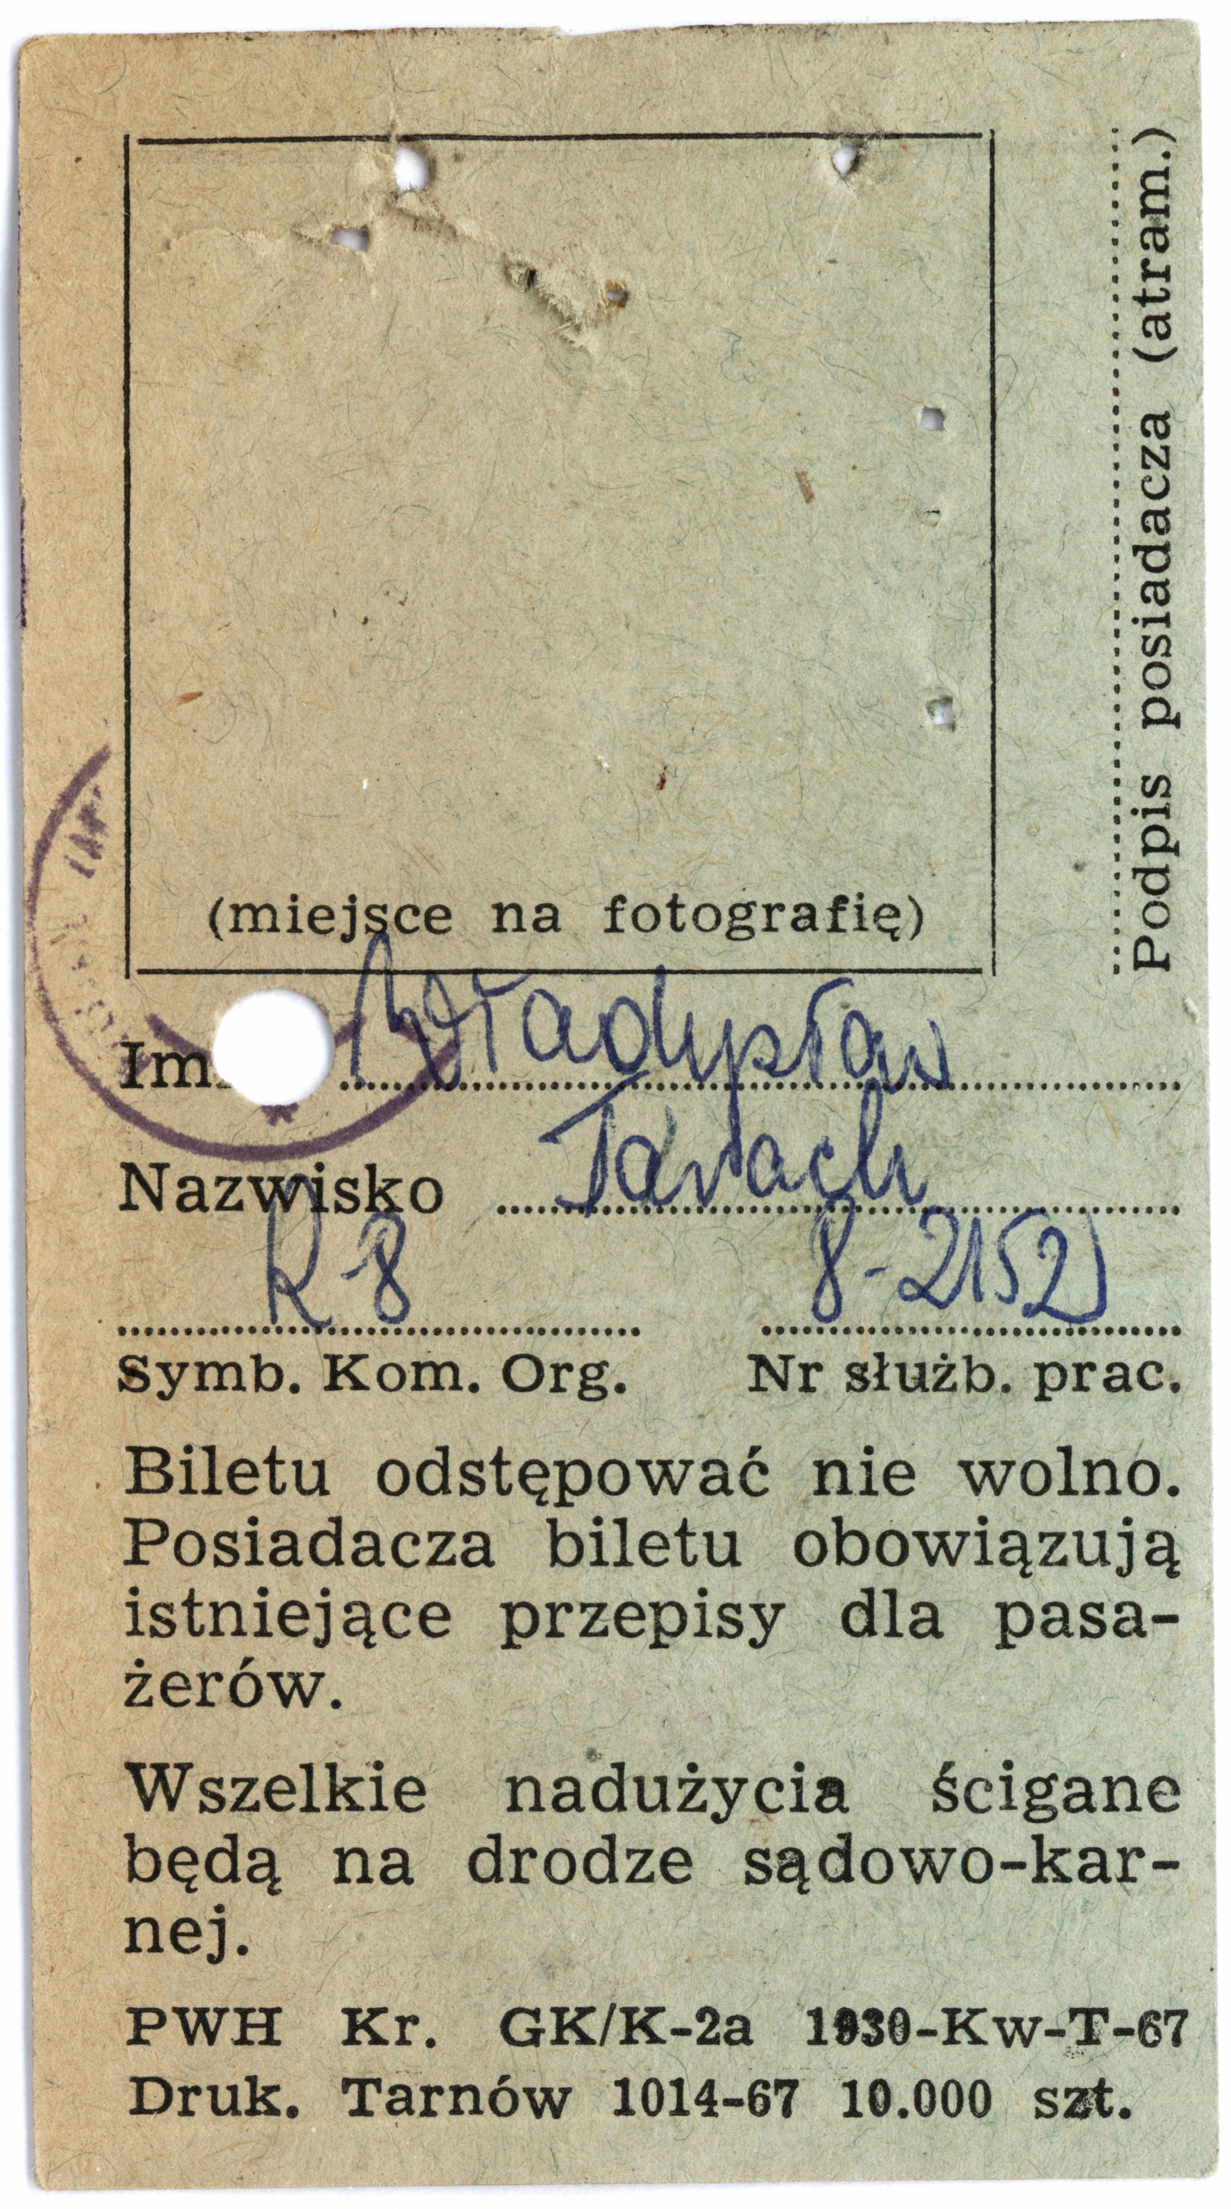 (miejsce na fotografię)
Podpis posiadacza (atram.)
Władysław
Nazwisko Tarach
R-8 8-2152
Symb. Kom. Org. Nr służb. prac.
Biletu odstępować nie wolno.
Posiadacza biletu obowiązują
istniejące przepisy dla pasa-
żerów.
Wszelkie nadużycia ścigane
będą na drodze sądowo-kar-
nej.
PWH Kr. GK/K-2a 1930-Kw-T-67
Druk. Tarnów 1014-67 10.000 szt.